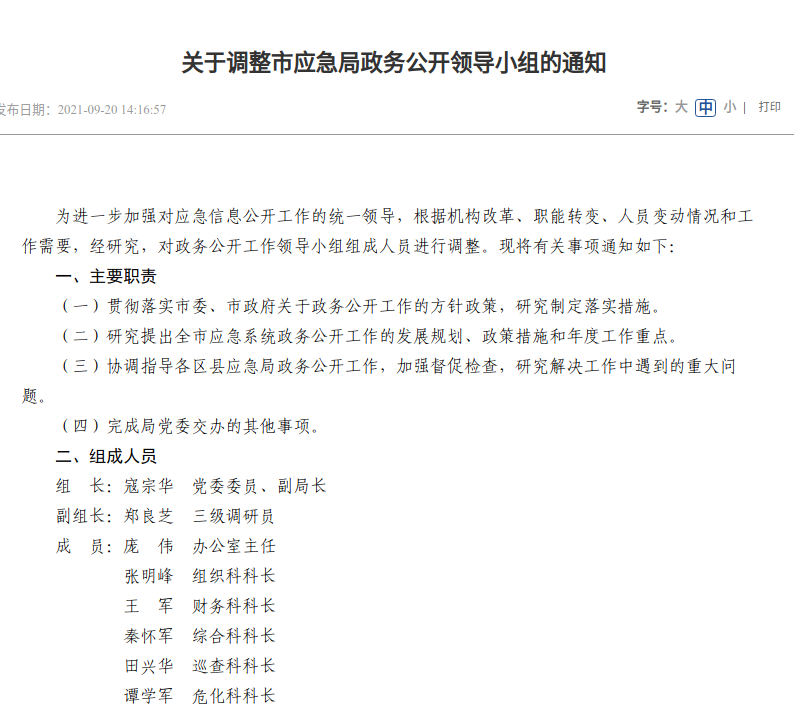 关于调整市应急局政务公开领导小组的通知
发布日期：2021-09-20 14:16:57
字号：大 中 小 | 打印
为进一步加强对应急信息公开工作的统一领导，根据机构改革、职能转变、人员变动情况和工
作需要，经研究，对政务公开工作领导小组组成人员进行调整。现将有关事项通知如下：
一、主要职责
（一）贯彻落实市委、市政府关于政务公开工作的方针政策，研究制定落实措施。
（二）研究提出全市应急系统政务公开工作的发展规划、政策措施和年度工作重点。
（三）协调指导各区县应急局政务公开工作，加强督促检查，研究解决工作中遇到的重大问
题。
（四）完成局党委交办的其他事项。
二、组成人员
组　长：寇宗华　党委委员、副局长
副组长：郑良芝　三级调研员
成　员：庞　伟　办公室主任
张明峰　组织科科长
王　军　财务科科长
秦怀军　综合科科长
田兴华　巡查科科长
谭学军　危化科科长